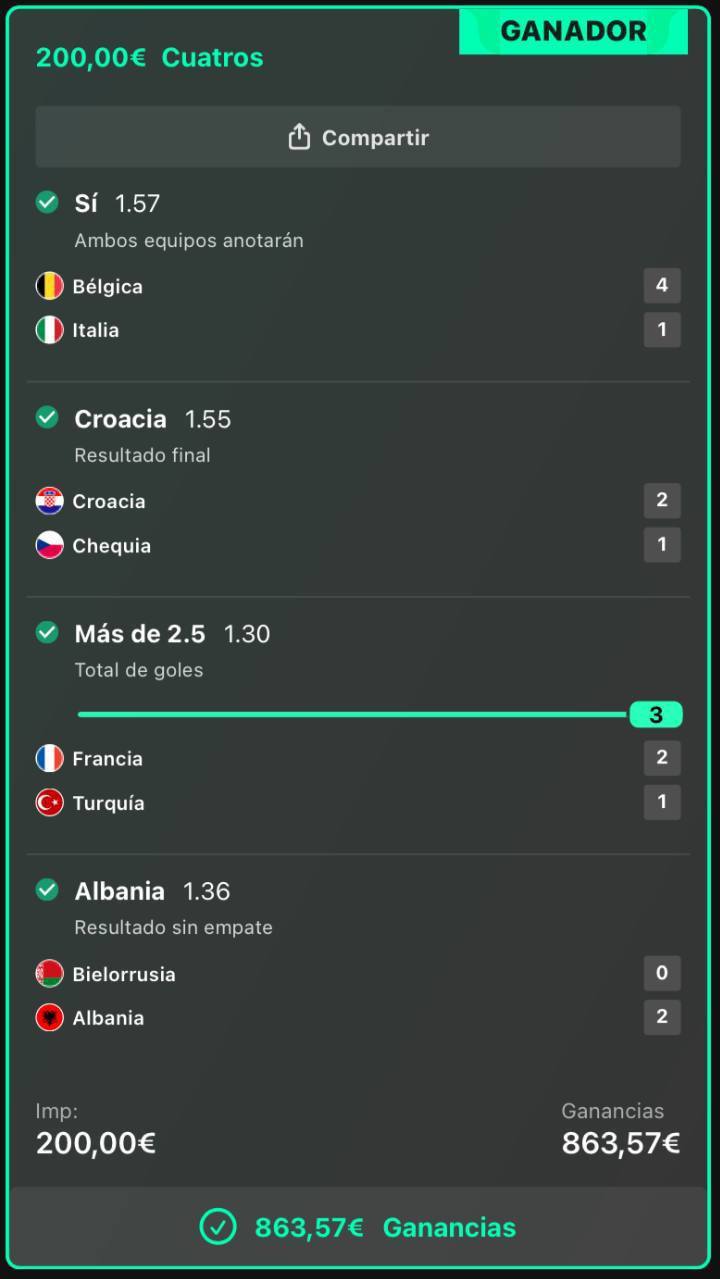 GANADOR
200,00€ Cuatros
Compartir
Sí 1.57
Ambos equipos anotarán
Bélgica 4
Italia 1
Croacia 1.55
Resultado final
Croacia 2
Chequia 1
Más de 2.5 1.30
Total de goles
3
Francia 2
Turquía 1
Albania 1.36
Resultado sin empate
Bielorrusia 0
Albania 2
Imp: Ganancias
200,00€ 863,57€
863,57€ Ganancias